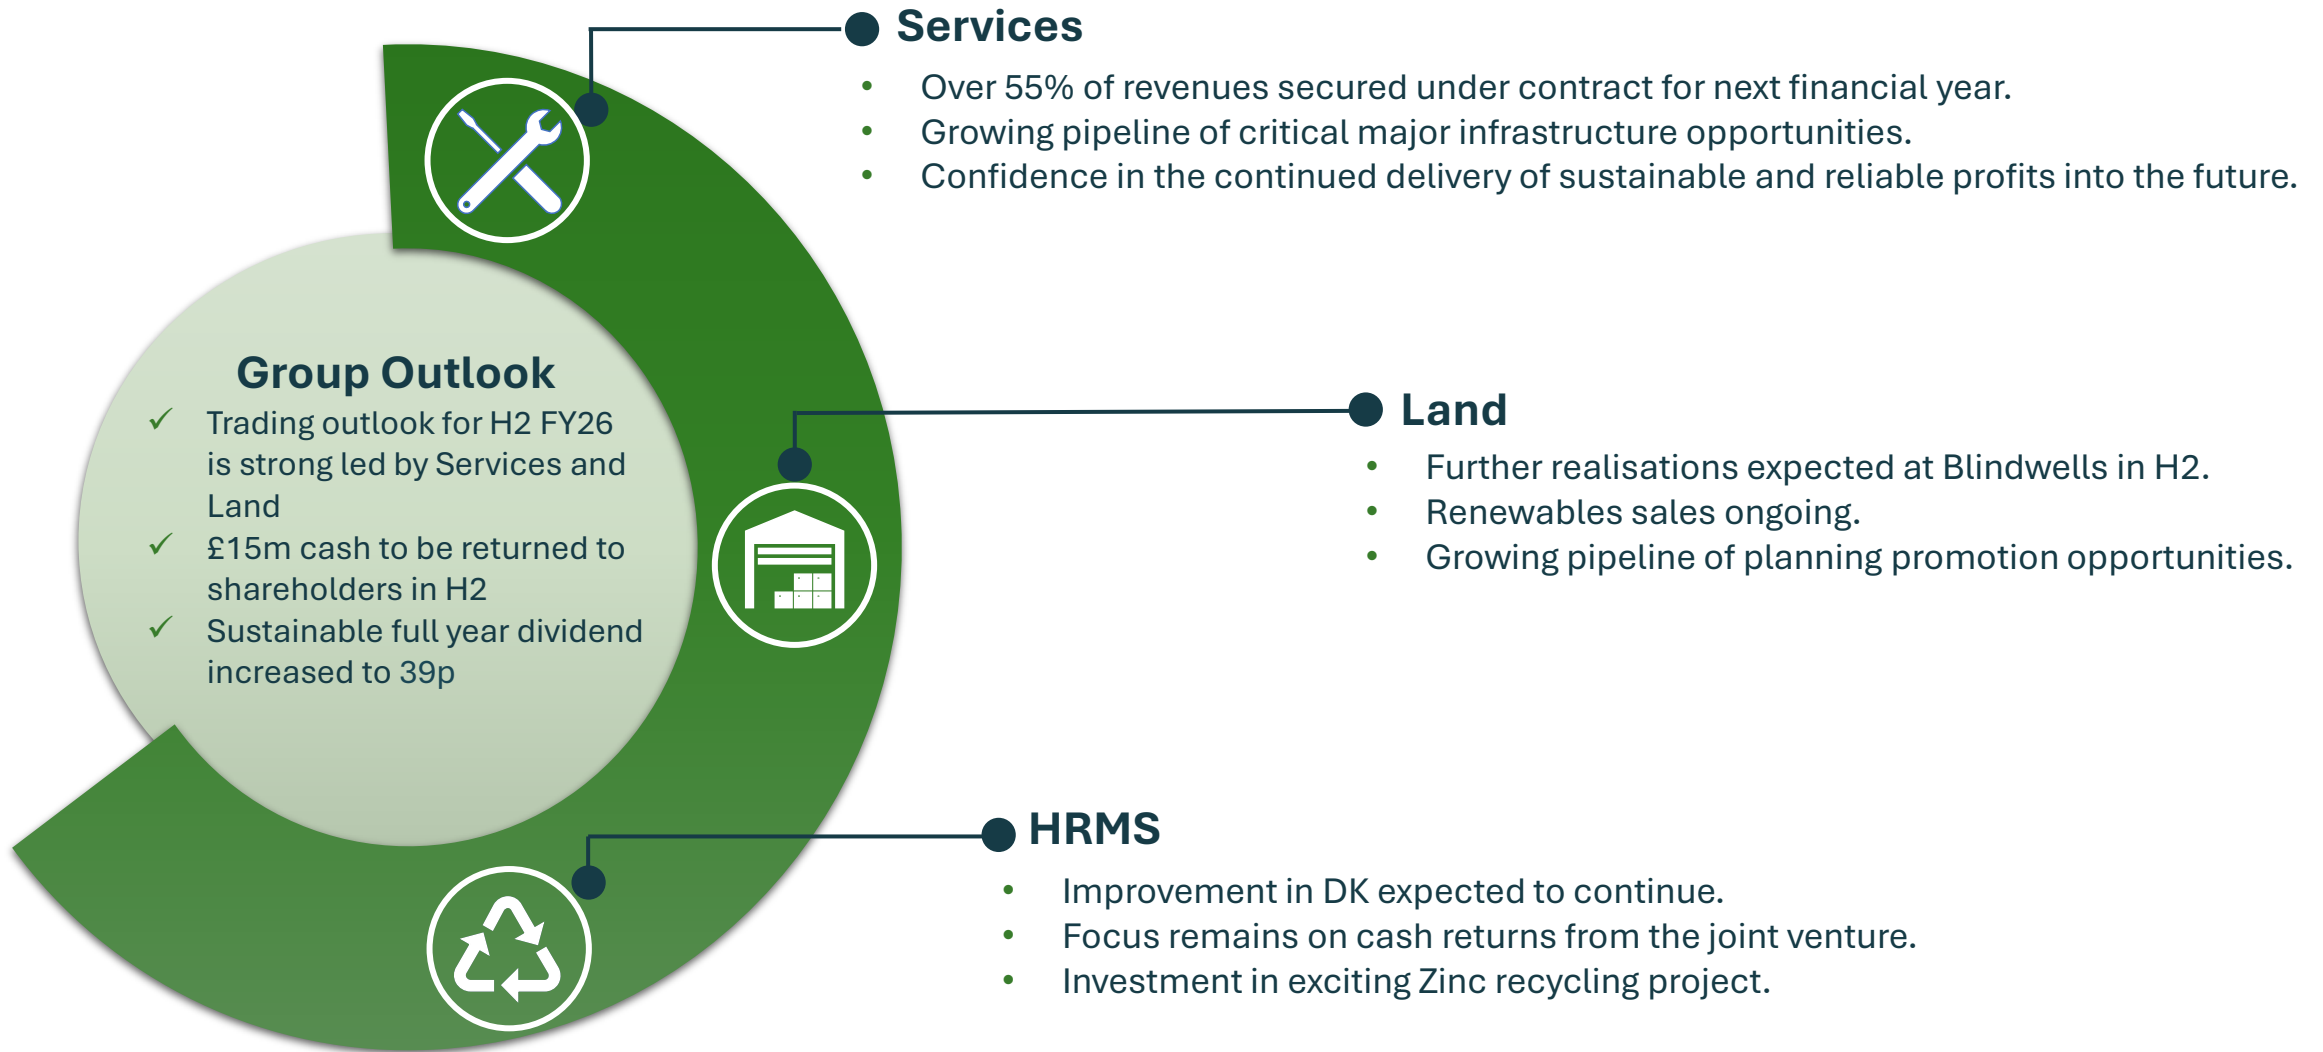 Services
• Over 55% of revenues secured under contract for next financial year.
• Growing pipeline of critical major infrastructure opportunities.
• Confidence in the continued delivery of sustainable and reliable profits into the future.
Group Outlook
✓ Trading outlook for H2 FY26
is strong led by Services and
Land
✓ £15m cash to be returned to
shareholders in H2
✓ Sustainable full year dividend
increased to 39p
Land
• Further realisations expected at Blindwells in H2.
• Renewables sales ongoing.
• Growing pipeline of planning promotion opportunities.
HRMS
• Improvement in DK expected to continue.
• Focus remains on cash returns from the joint venture.
• Investment in exciting Zinc recycling project.